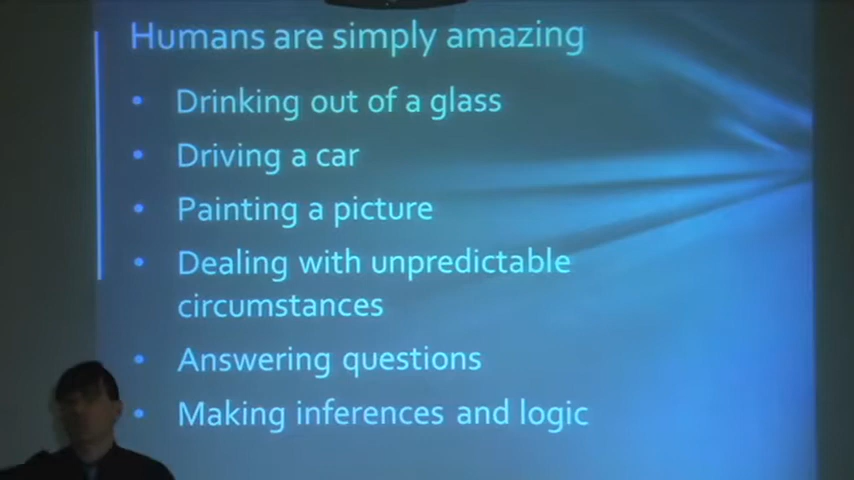 Humans are simply amazing
• Drinking out of a glass
• Driving a car
• Painting a picture
• Dealing with unpredictable
circumstances
• Answering questions
• Making inferences and logic